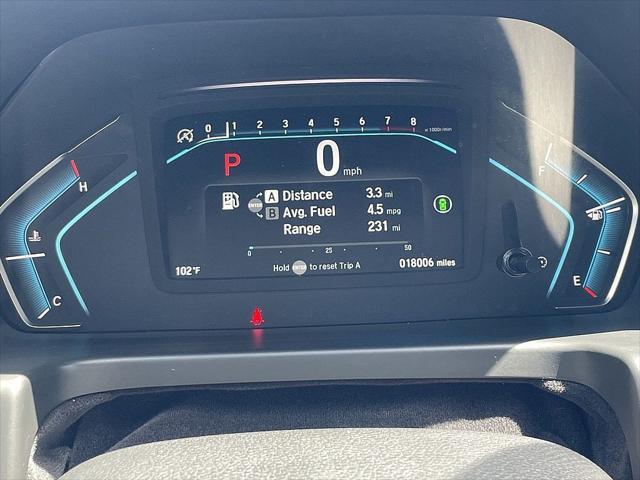 0 1 2 3 4 5 6 7 8 x 1000r/min
P 0 mph
A Distance 3.3 mi
ENTER
B Avg. Fuel 4.5 mpg
Range 231 mi
0 25 50
Hold ENTER to reset Trip A
102°F
018006 miles
H
C
F
E